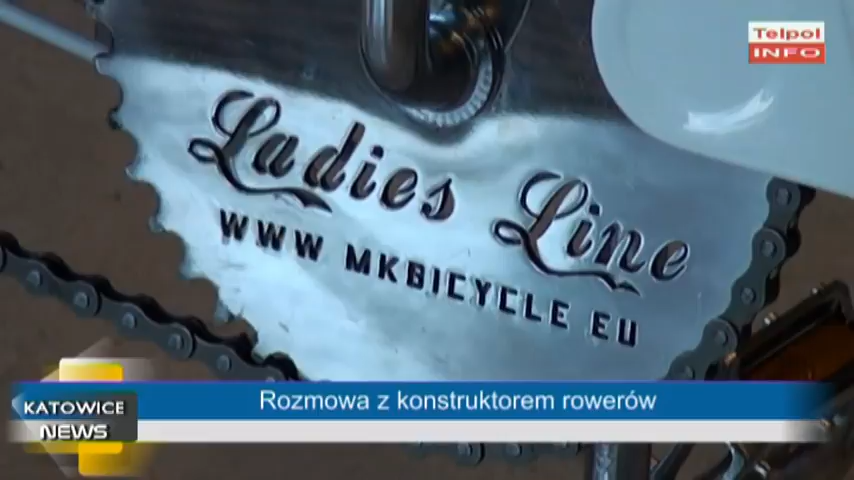 Telpol
INFO
Ladies Line
WWW MKBICYCLE EU
Rozmowa z konstruktorem rowerów
KATOWICE
NEWS